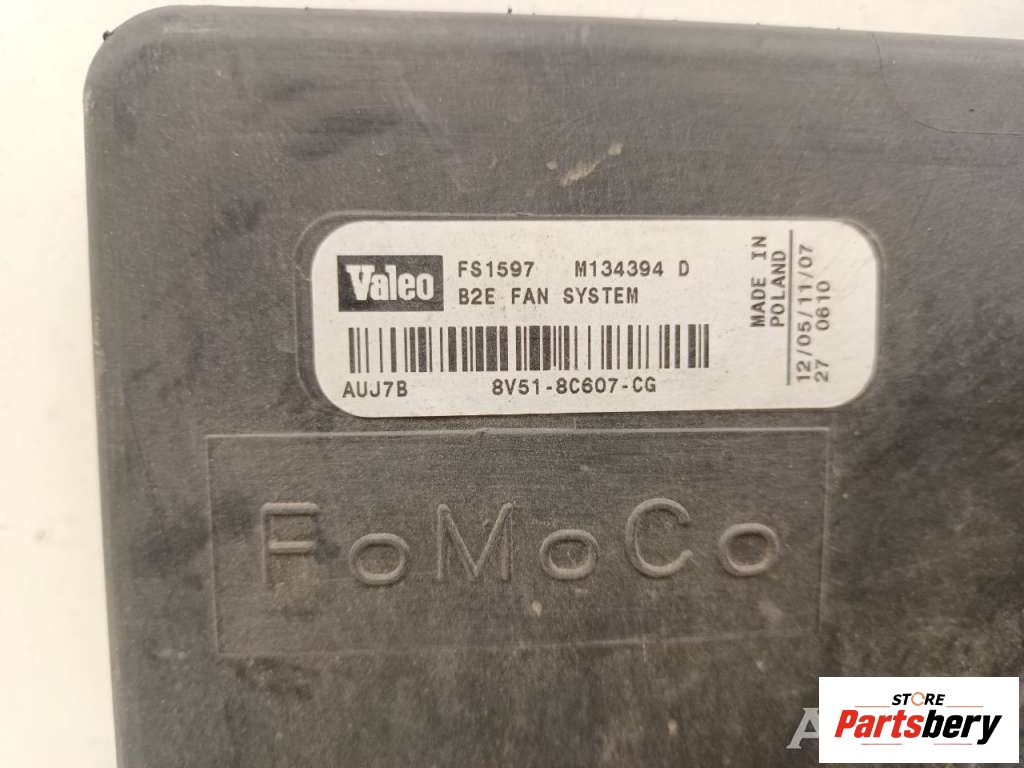 Valeo
FS1597 M134394 D
B2E FAN SYSTEM
AUJ7B 8V51-8C607-CG
MADE IN
POLAND
12/05/11/07
27 0610
FoMoCo
STORE
Partsbery